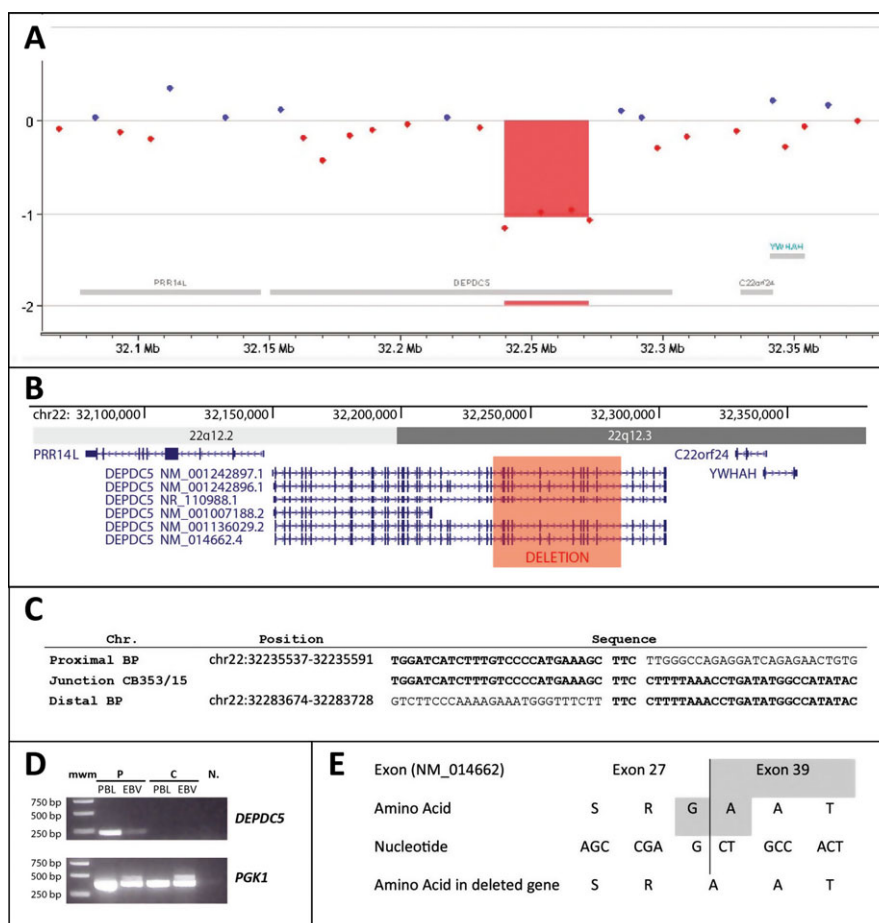 A
0
-1
-2
YWHAH
PRR14L
DEPDC5
C22orf24
32.1 Mb 32.15 Mb 32.2 Mb 32.25 Mb 32.3 Mb 32.35 Mb
B
chr22: 32,100,000 32,150,000 32,200,000 32,250,000 32,300,000 32,350,000
22q12.2 22q12.3
PRR14L C22orf24
DEPDC5 NM_001242897.1 YWHAH
DEPDC5 NM_001242896.1
DEPDC5 NR_110988.1
DEPDC5 NM_001007188.2
DEPDC5 NM_001136029.2
DEPDC5 NM_014662.4
DELETION
C
Chr. Position Sequence
Proximal BP chr22:32235537-32235591 TGGATCATCTTTGTCCCCATGAAAGC TTC TTGGGCCAGAGGATCAGAGAACTGTG
Junction CB353/15 TGGATCATCTTTGTCCCCATGAAAGC TTC CTTTTAAACCTGATATGGCCATATAC
Distal BP chr22:32283674-32283728 GTCTTCCCAAAAGAAATGGGTTTCTT TTC CTTTTAAACCTGATATGGCCATATAC
D
mwm P C N.
PBL EBV PBL EBV
750 bp
500 bp
250 bp
DEPDC5
750 bp
500 bp
250 bp
PGK1
E
Exon (NM_014662) Exon 27 Exon 39
Amino Acid S R G A A T
Nucleotide AGC CGA G CT GCC ACT
Amino Acid in deleted gene S R A A T